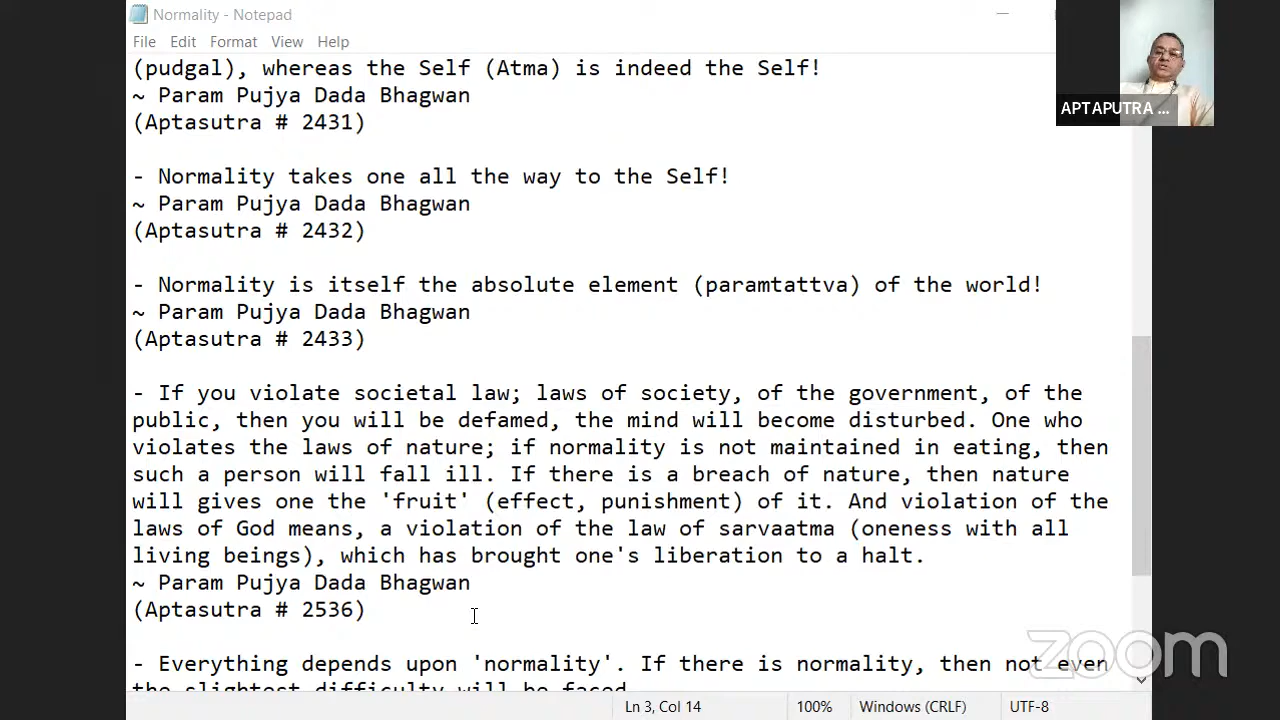 Normality - Notepad
File Edit Format View Help
(pudgal), whereas the Self (Atma) is indeed the Self!
~ Param Pujya Dada Bhagwan
(Aptasutra # 2431)
- Normality takes one all the way to the Self!
~ Param Pujya Dada Bhagwan
(Aptasutra # 2432)
- Normality is itself the absolute element (paramtattva) of the world!
~ Param Pujya Dada Bhagwan
(Aptasutra # 2433)
- If you violate societal law; laws of society, of the government, of the
public, then you will be defamed, the mind will become disturbed. One who
violates the laws of nature; if normality is not maintained in eating, then
such a person will fall ill. If there is a breach of nature, then nature
will gives one the 'fruit' (effect, punishment) of it. And violation of the
laws of God means, a violation of the law of sarvaatma (oneness with all
living beings), which has brought one's liberation to a halt.
~ Param Pujya Dada Bhagwan
(Aptasutra # 2536)
- Everything depends upon 'normality'. If there is normality, then not even
the slightest difficulty will be faced
Ln 3, Col 14 100% Windows (CRLF) UTF-8
APTAPUTRA ...
zoom